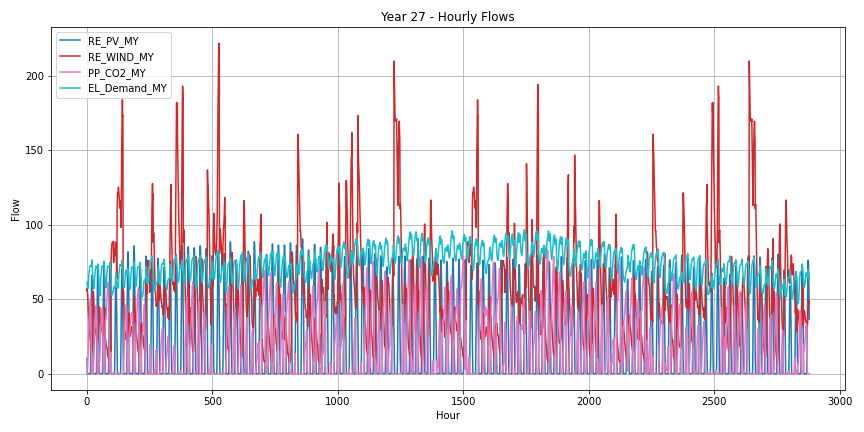 Year 27 - Hourly Flows
RE_PV_MY
RE_WIND_MY
PP_CO2_MY
EL_Demand_MY
200
150
100
50
0
Flow
0 500 1000 1500 2000 2500 3000
Hour